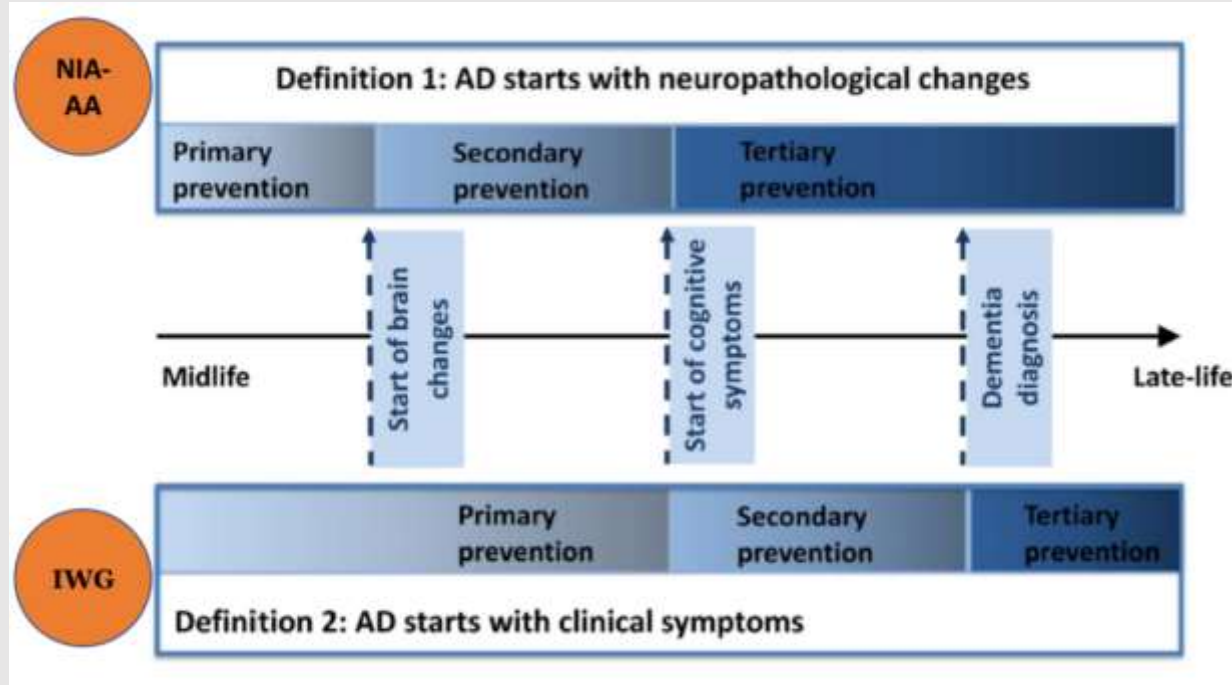 NIA-
AA
Definition 1: AD starts with neuropathological changes
Primary
prevention
Secondary
prevention
Tertiary
prevention
Start of brain
changes
Start of cognitive
symptoms
Dementia
diagnosis
Midlife
Late-life
Primary
prevention
Secondary
prevention
Tertiary
prevention
IWG
Definition 2: AD starts with clinical symptoms